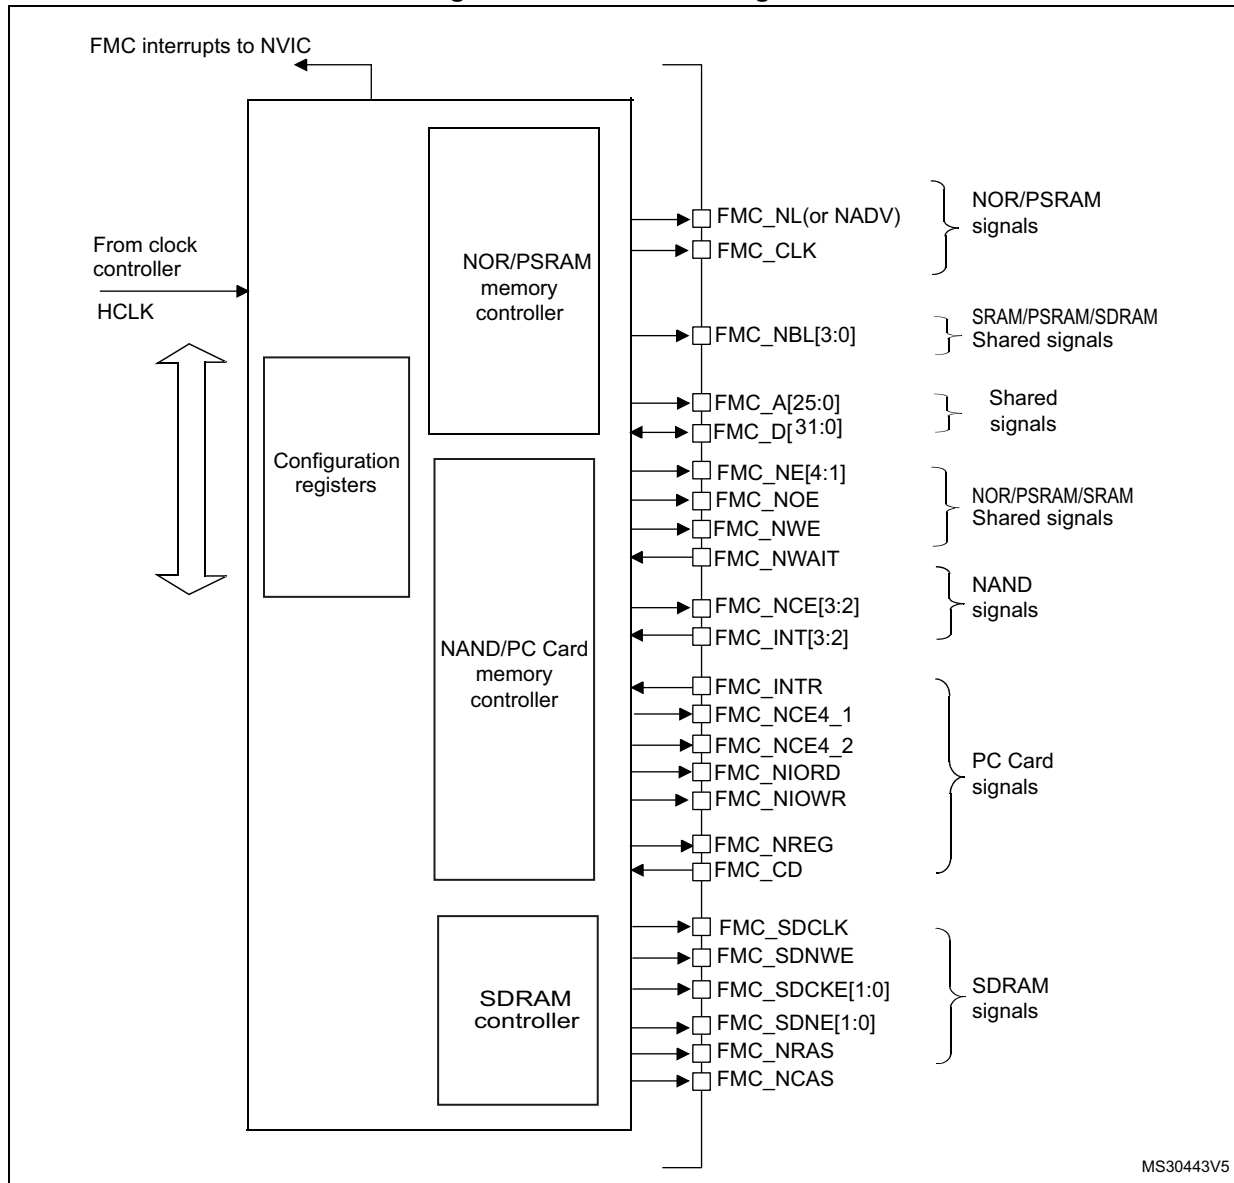 FMC interrupts to NVIC
From clock
controller
HCLK
Configuration
registers
NOR/PSRAM
memory
controller
NAND/PC Card
memory
controller
SDRAM
controller
FMC_NL(or NADV)
FMC_CLK
FMC_NBL[3:0]
FMC_A[25:0]
FMC_D[31:0]
FMC_NE[4:1]
FMC_NOE
FMC_NWE
FMC_NWAIT
FMC_NCE[3:2]
FMC_INT[3:2]
FMC_INTR
FMC_NCE4_1
FMC_NCE4_2
FMC_NIORD
FMC_NIOWR
FMC_NREG
FMC_CD
FMC_SDCLK
FMC_SDNWE
FMC_SDCKE[1:0]
FMC_SDNE[1:0]
FMC_NRAS
FMC_NCAS
NOR/PSRAM
signals
SRAM/PSRAM/SDRAM
Shared signals
Shared
signals
NOR/PSRAM/SRAM
Shared signals
NAND
signals
PC Card
signals
SDRAM
signals
MS30443V5